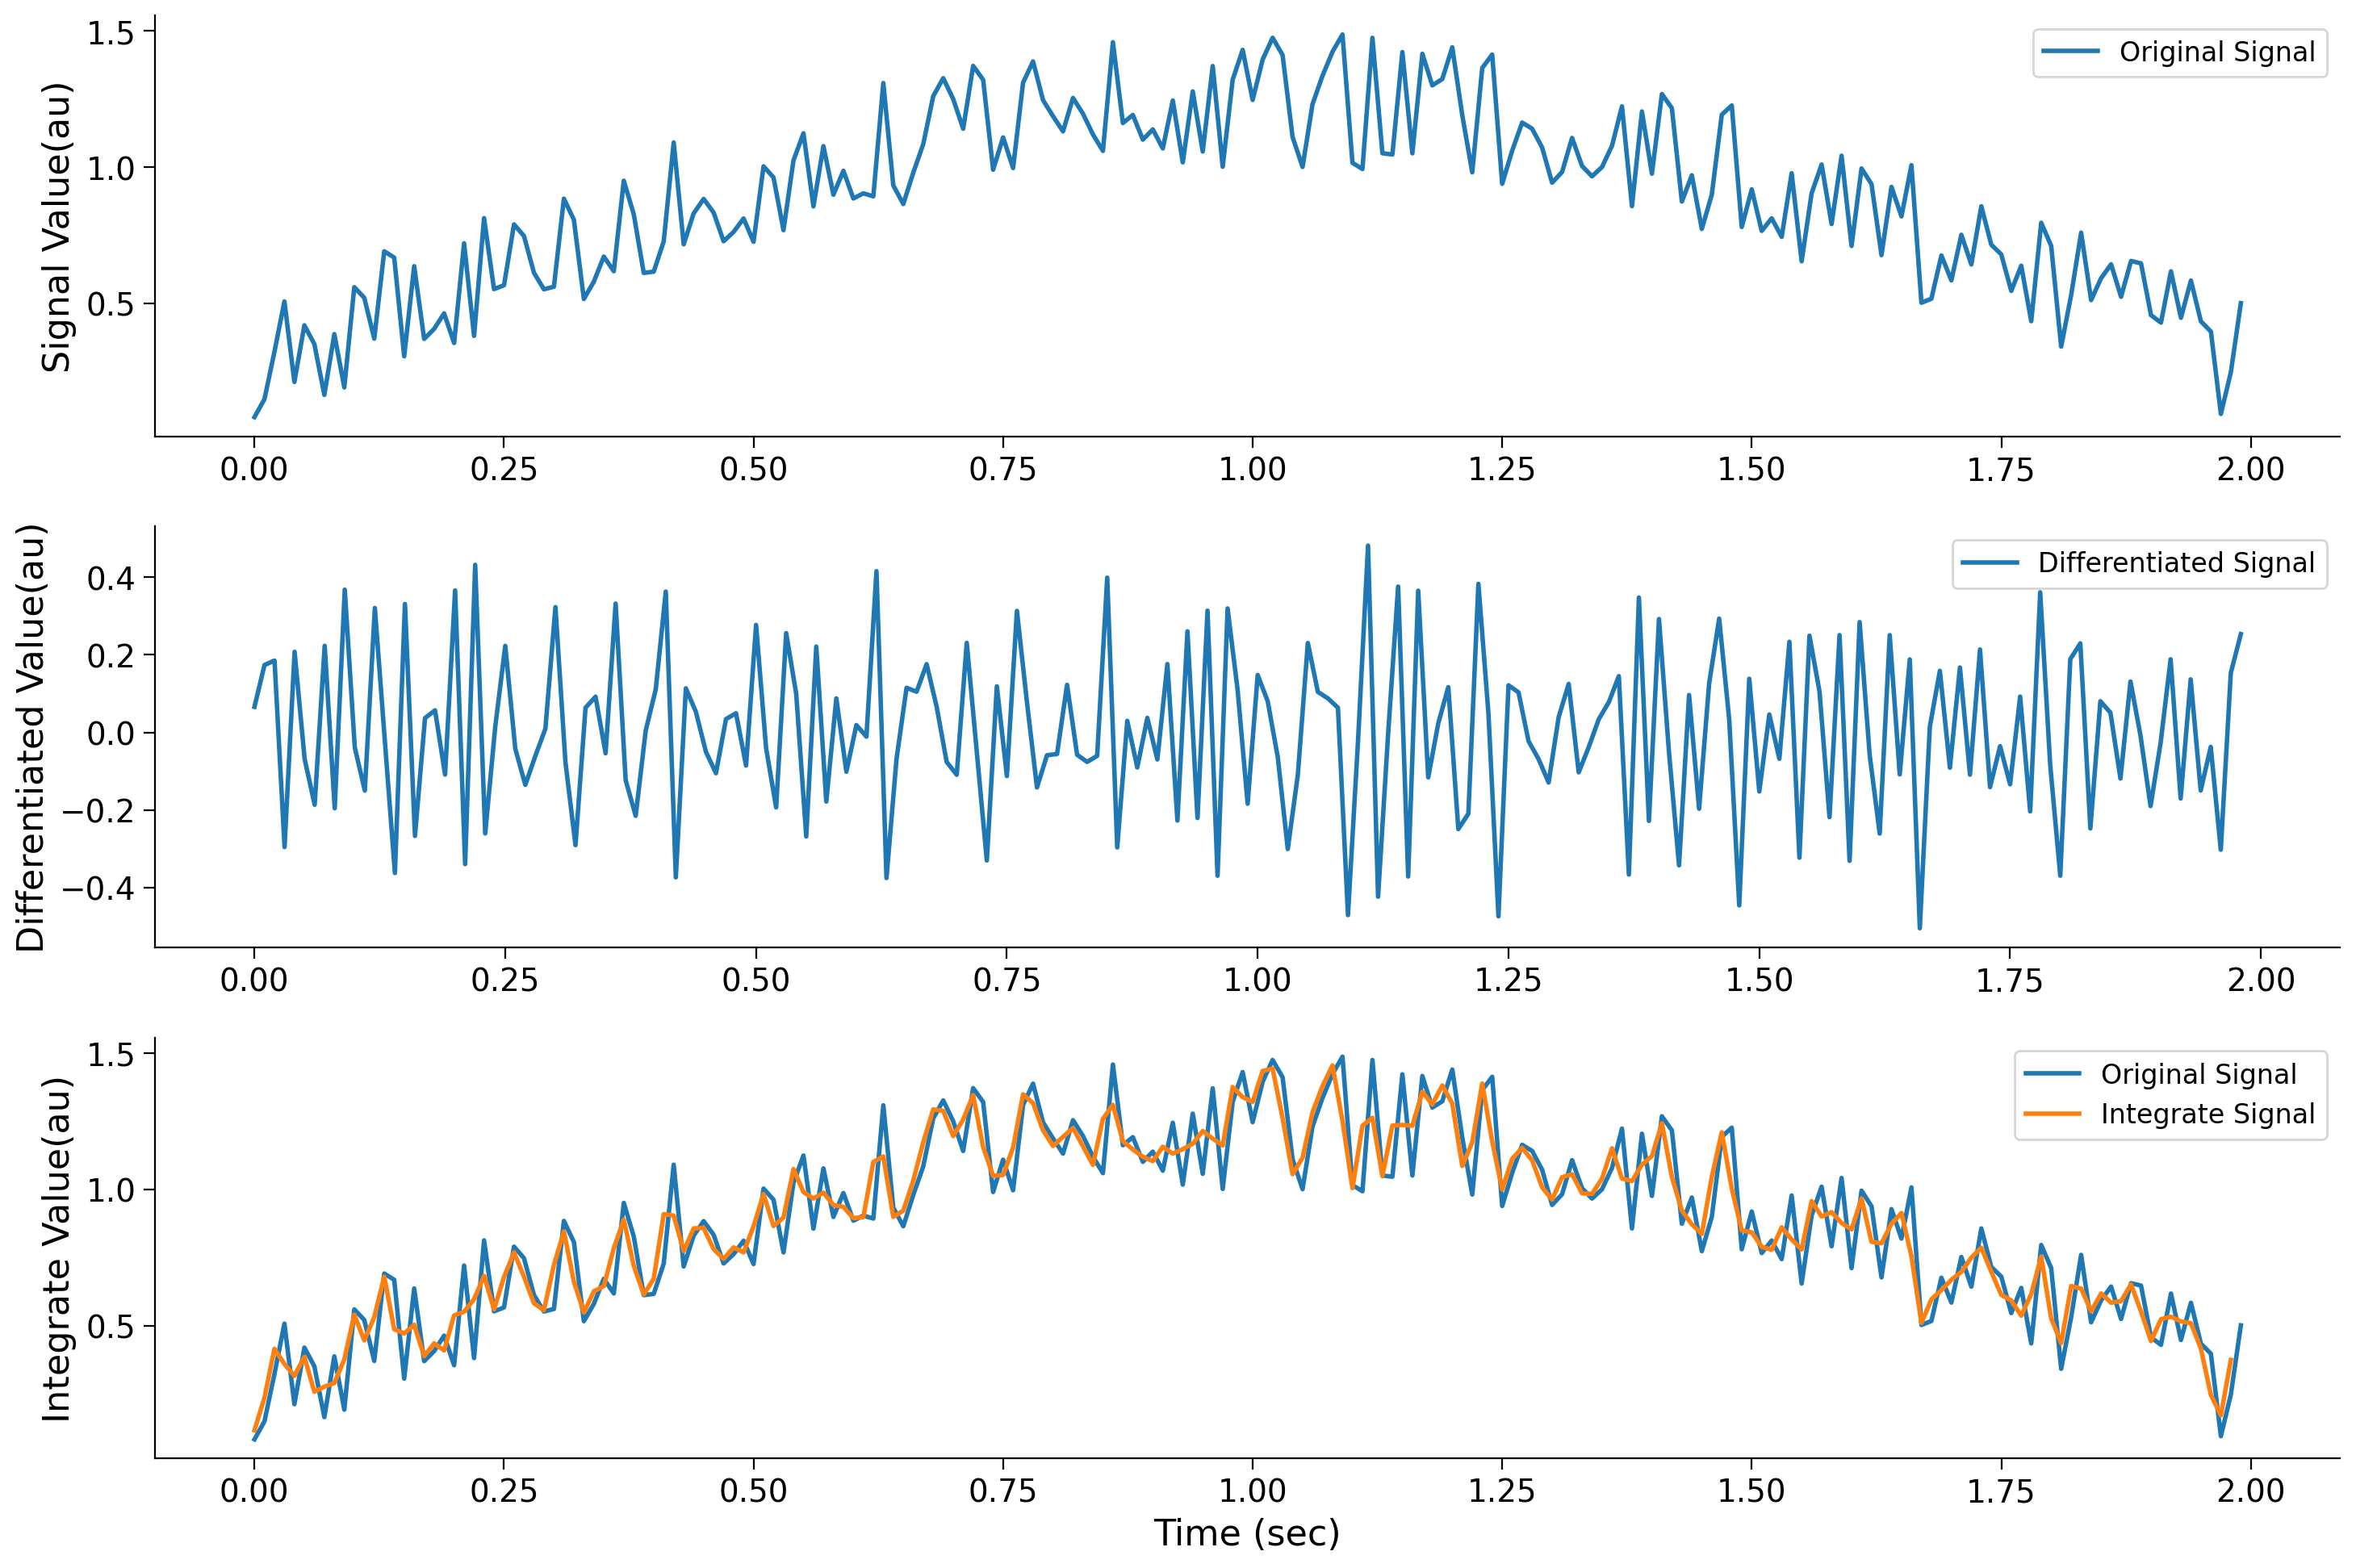 Signal Value(au)
1.5
1.0
0.5
Original Signal
0.00 0.25 0.50 0.75 1.00 1.25 1.50 1.75 2.00
Differentiated Value(au)
0.4
0.2
0.0
−0.2
−0.4
Differentiated Signal
0.00 0.25 0.50 0.75 1.00 1.25 1.50 1.75 2.00
Integrate Value(au)
1.5
1.0
0.5
Original Signal
Integrate Signal
0.00 0.25 0.50 0.75 1.00 1.25 1.50 1.75 2.00
Time (sec)